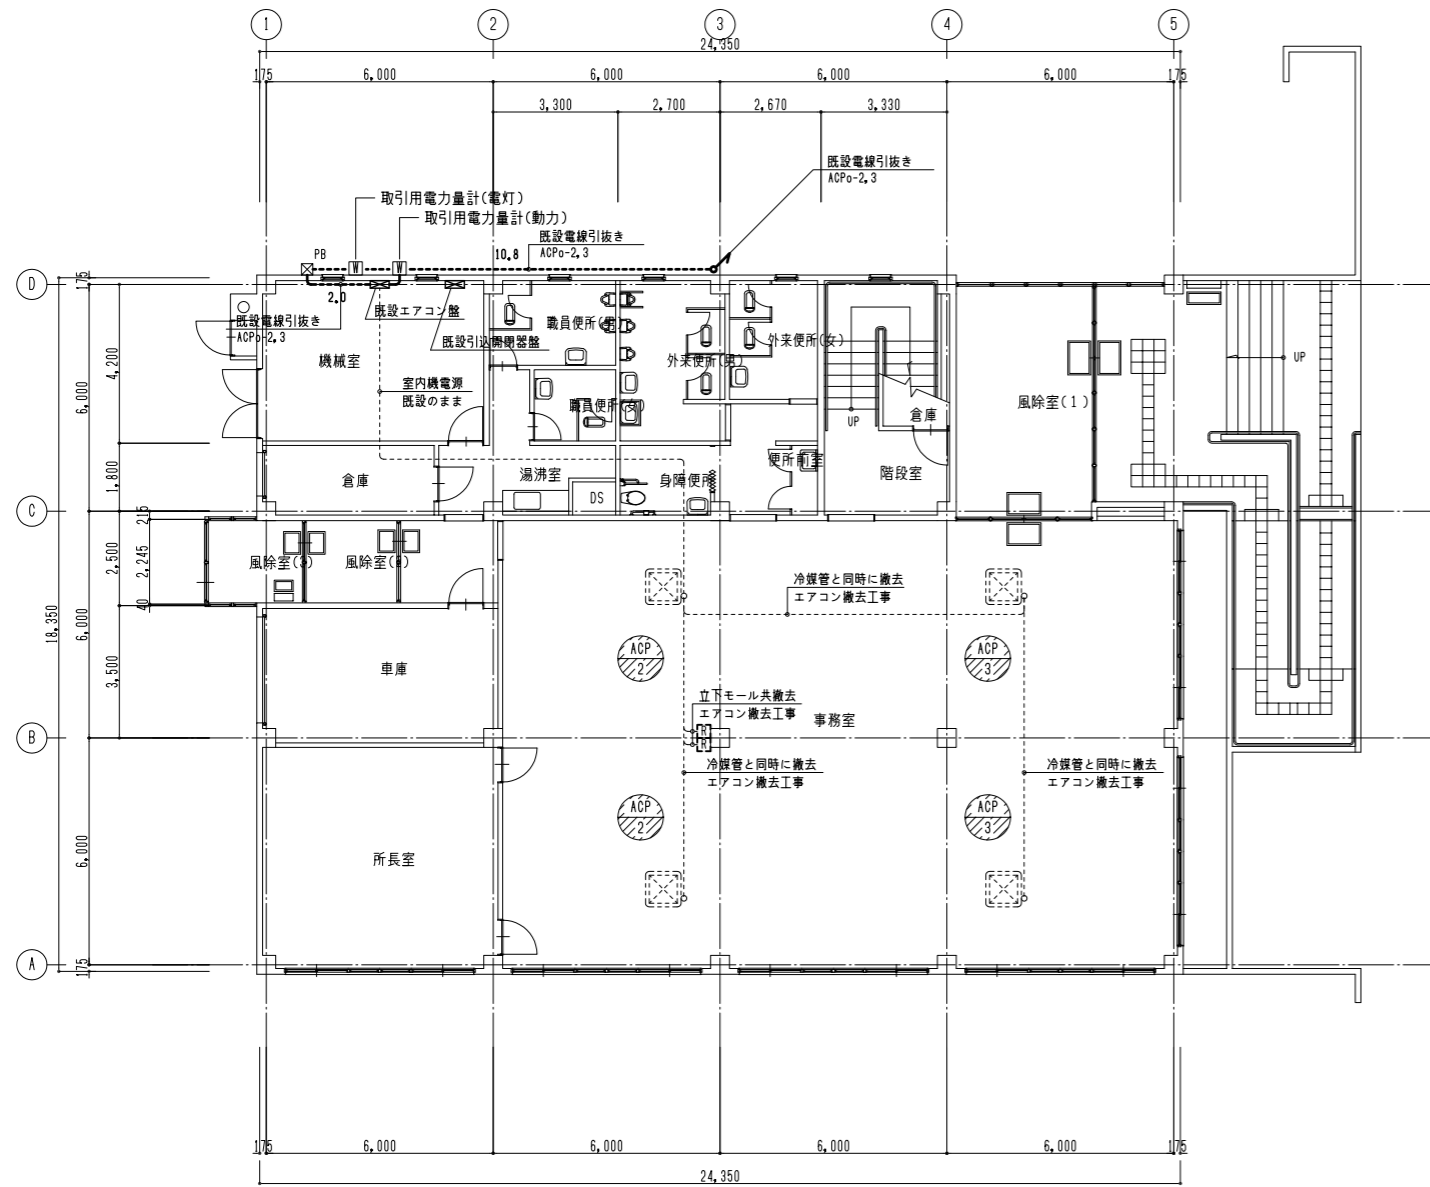 1
2
3
4
5
24,350
175
6,000
6,000
6,000
6,000
175
3,300
2,700
2,670
3,330
既設電線引抜き
ACPo-2,3
取引用電力量計(電灯)
取引用電力量計(動力)
PB
W
W
10.8
既設電線引抜き
ACPo-2,3
D
175
2.0
既設電線引抜き
ACPo-2,3
既設エアコン盤
既設引込開閉器盤
機械室
室内機電源
既設のまま
職員便所(男)
職員便所(女)
外来便所(男)
外来便所(女)
倉庫
UP
UP
風除室(1)
4,200
6,000
1,800
倉庫
湯沸室
DS
身障便所
便所前室
階段室
C
215
2,500
2,245
40
風除室(3)
風除室(2)
冷媒管と同時に撤去
エアコン撤去工事
18,350
6,000
3,500
車庫
ACP
2
ACP
3
立下モール共撤去
エアコン撤去工事
事務室
R
R
B
冷媒管と同時に撤去
エアコン撤去工事
冷媒管と同時に撤去
エアコン撤去工事
ACP
2
ACP
3
6,000
所長室
A
175
175
6,000
6,000
6,000
6,000
175
24,350